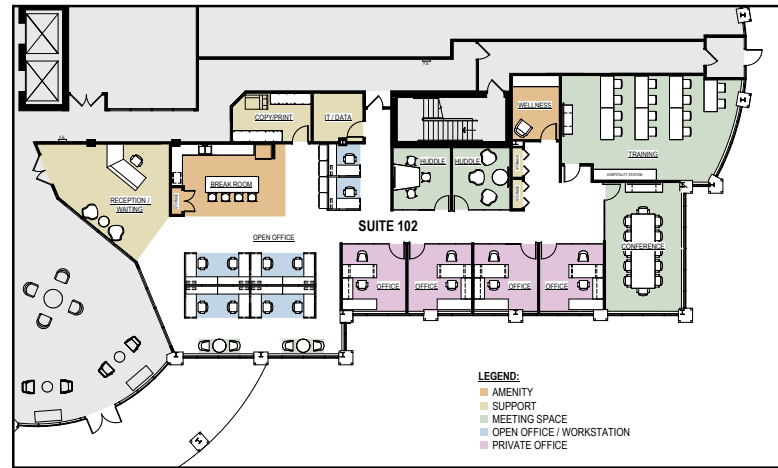 COPY/PRINT
IT / DATA
WELLNESS
TRAINING
HOSPITALITY STATION
HUDDLE
HUDDLE
RECEPTION /
WAITING
BREAK ROOM
OPEN OFFICE
SUITE 102
CONFERENCE
OFFICE
OFFICE
OFFICE
OFFICE
LEGEND:
AMENITY
SUPPORT
MEETING SPACE
OPEN OFFICE / WORKSTATION
PRIVATE OFFICE